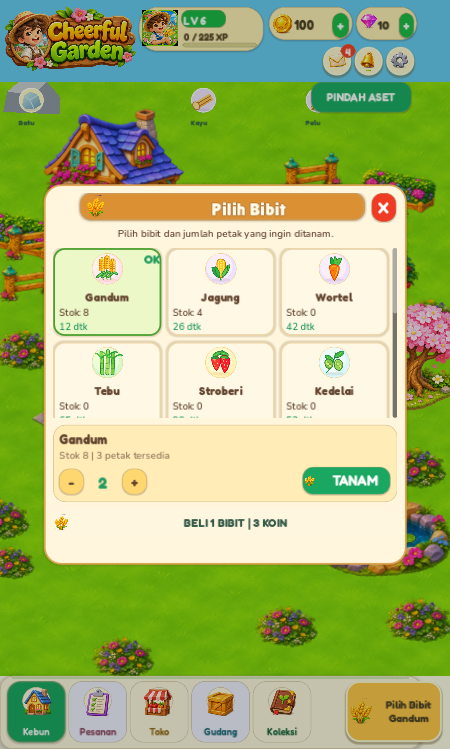 Cheerful
Garden
LV 6
0 / 225 XP
100
+
10
+
4
PINDAH ASET
Batu
Kayu
Palu
Pilih Bibit
Pilih bibit dan jumlah petak yang ingin ditanam.
OK
Gandum
Stok: 8
12 dtk
Jagung
Stok: 4
26 dtk
Wortel
Stok: 0
42 dtk
Tebu
Stok: 0
Stroberi
Stok: 0
Kedelai
Stok: 0
Gandum
Stok 8 | 3 petak tersedia
-
2
+
TANAM
BELI 1 BIBIT | 3 KOIN
Kebun
Pesanan
Toko
Gudang
Koleksi
Pilih Bibit
Gandum